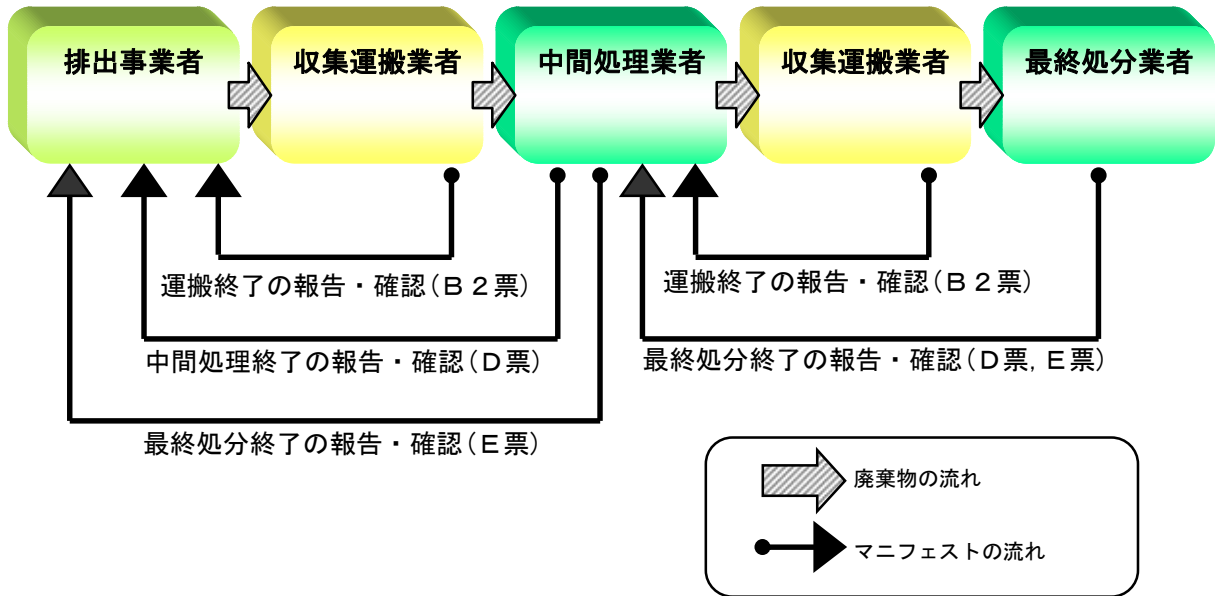 排出事業者
収集運搬業者
中間処理業者
収集運搬業者
最終処分業者
運搬終了の報告・確認(B2票)
運搬終了の報告・確認(B2票)
中間処理終了の報告・確認(D票)
最終処分終了の報告・確認(D票, E票)
最終処分終了の報告・確認(E票)
廃棄物の流れ
マニフェストの流れ